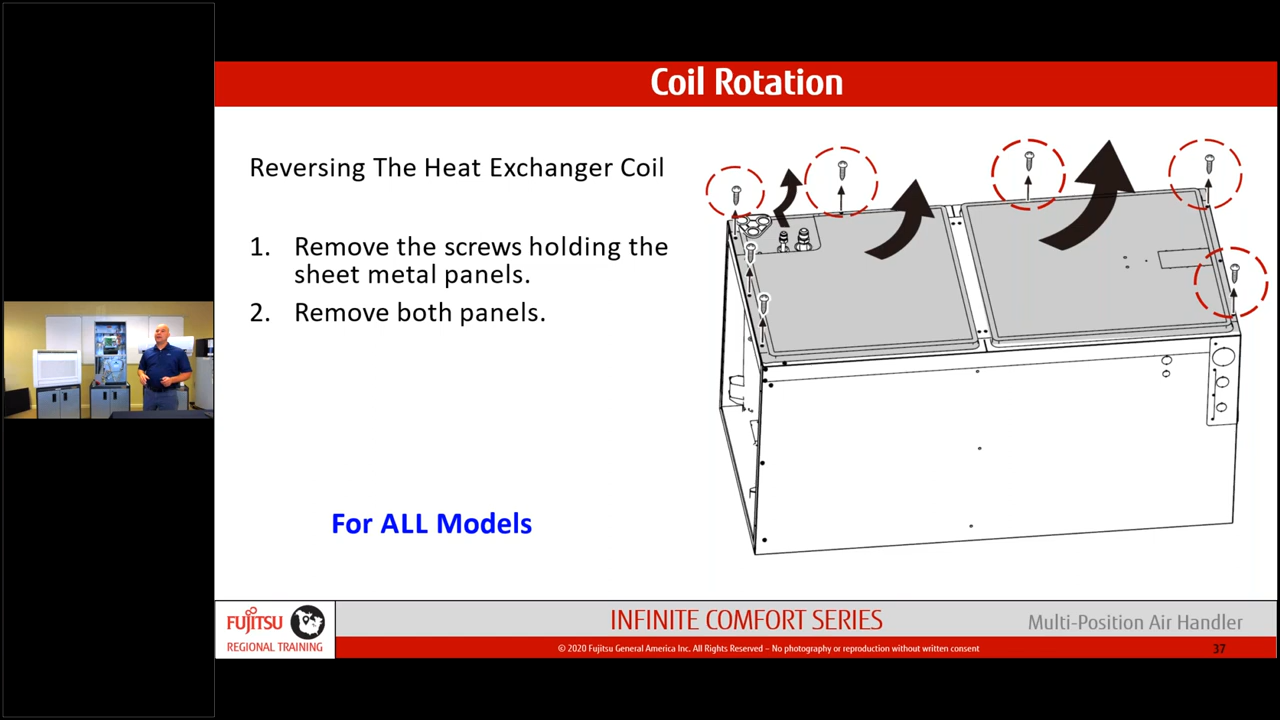 Coil Rotation
Reversing The Heat Exchanger Coil
1. Remove the screws holding the
sheet metal panels.
2. Remove both panels.
For ALL Models
FUJITSU
REGIONAL TRAINING
INFINITE COMFORT SERIES
Multi-Position Air Handler
© 2020 Fujitsu General America Inc. All Rights Reserved – No photography or reproduction without written consent
37